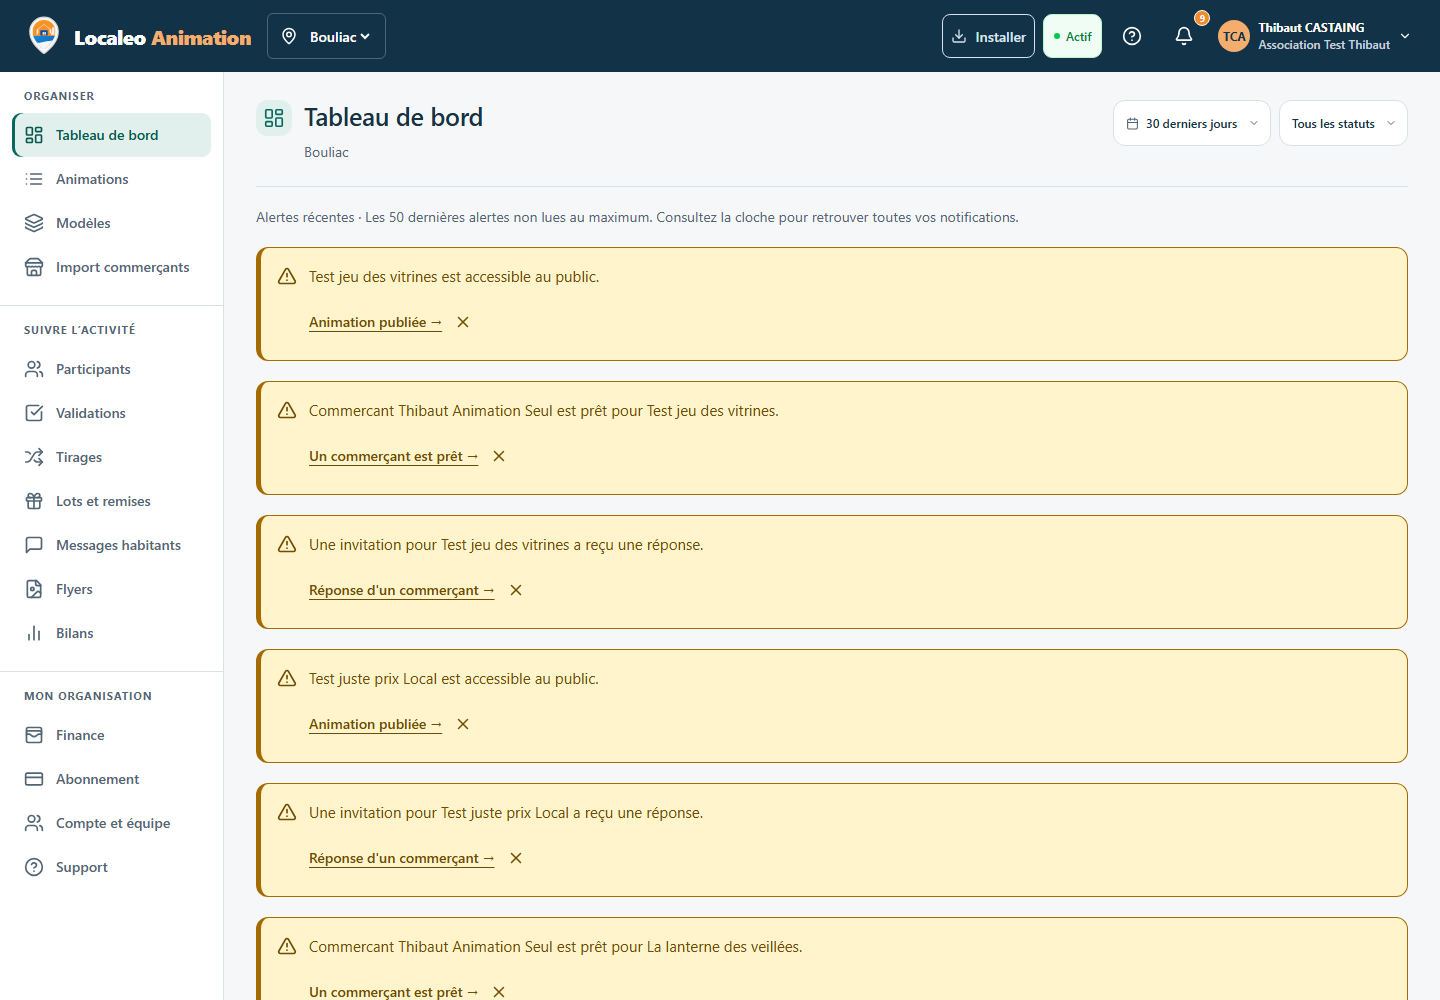 Localeo Animation
Bouliac
Installer
Actif
9
TCA
Thibaut CASTAING
Association Test Thibaut
ORGANISER
Tableau de bord
Animations
Modèles
Import commerçants
SUIVRE L'ACTIVITÉ
Participants
Validations
Tirages
Lots et remises
Messages habitants
Flyers
Bilans
MON ORGANISATION
Finance
Abonnement
Compte et équipe
Support
Tableau de bord
Bouliac
30 derniers jours
Tous les statuts
Alertes récentes · Les 50 dernières alertes non lues au maximum. Consultez la cloche pour retrouver toutes vos notifications.
Test jeu des vitrines est accessible au public.
Animation publiée →
Commercant Thibaut Animation Seul est prêt pour Test jeu des vitrines.
Un commerçant est prêt →
Une invitation pour Test jeu des vitrines a reçu une réponse.
Réponse d'un commerçant →
Test juste prix Local est accessible au public.
Animation publiée →
Une invitation pour Test juste prix Local a reçu une réponse.
Réponse d'un commerçant →
Commercant Thibaut Animation Seul est prêt pour La lanterne des veillées.
Un commerçant est prêt →